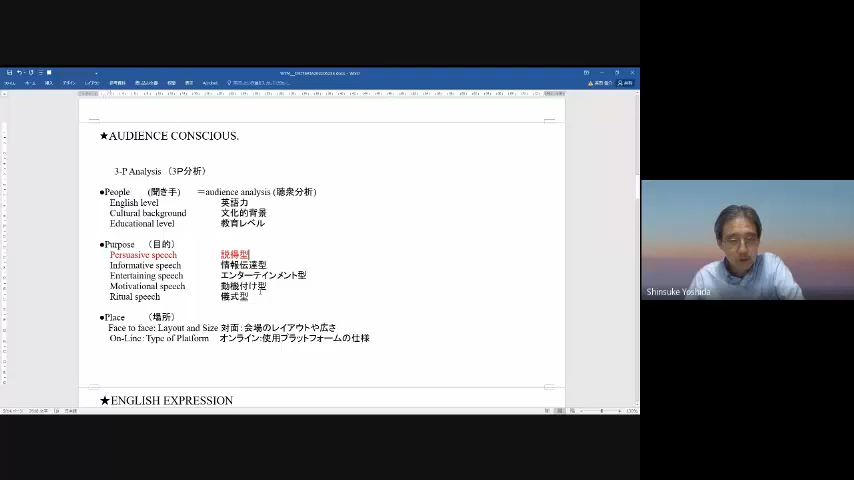 ★AUDIENCE CONSCIOUS.
3-P Analysis （3P分析）
●People （聞き手） ＝audience analysis (聴衆分析)
English level 英語力
Cultural background 文化的背景
Educational level 教育レベル
●Purpose （目的）
Persuasive speech 説得型
Informative speech 情報伝達型
Entertaining speech エンターテインメント型
Motivational speech 動機付け型
Ritual speech 儀式型
●Place （場所）
Face to face: Layout and Size 対面：会場のレイアウトや広さ
On-Line: Type of Platform オンライン:使用プラットフォームの仕様
★ENGLISH EXPRESSION
Shinsuke Yoshida